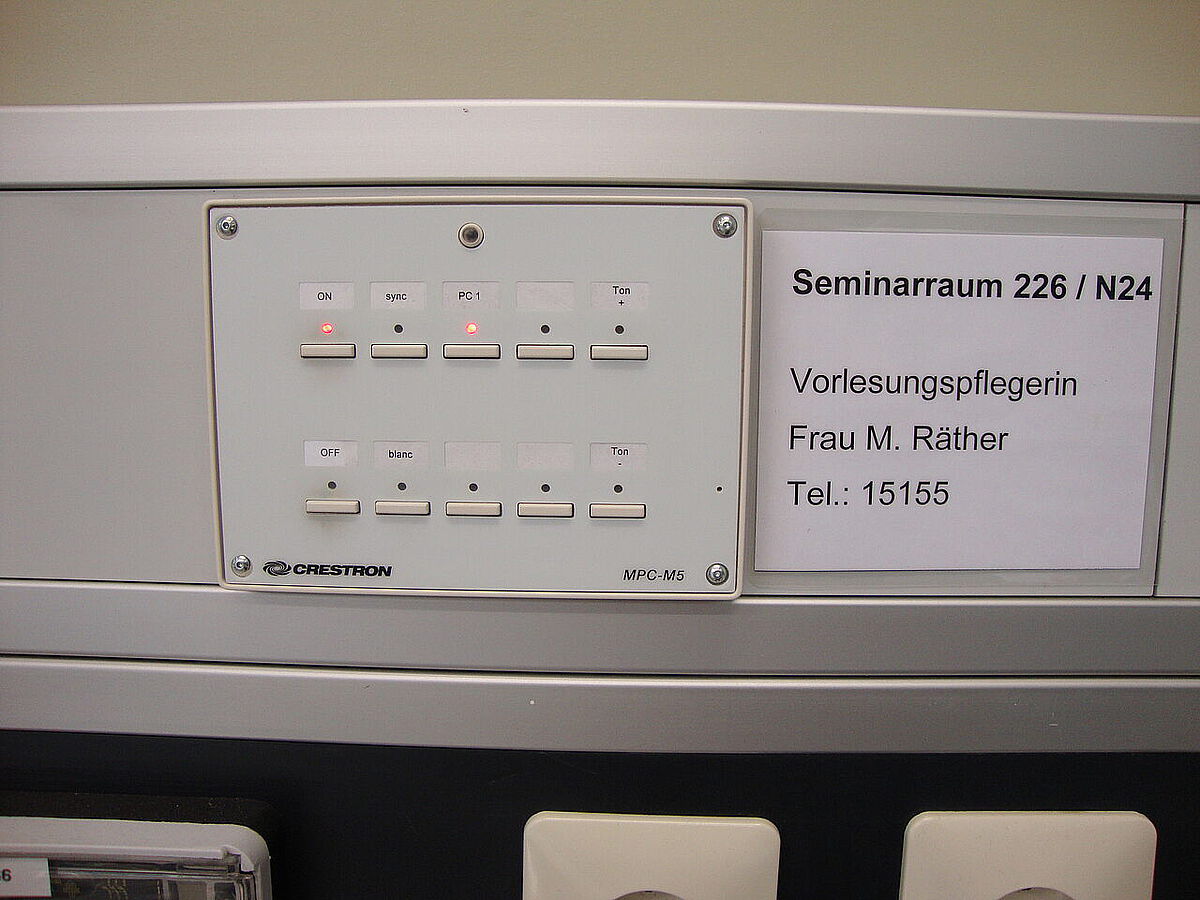 ON
sync
PC 1
Ton
+
OFF
blanc
Ton
-
CRESTRON
MPC-M5
Seminarraum 226 / N24
Vorlesungspflegerin
Frau M. Räther
Tel.: 15155